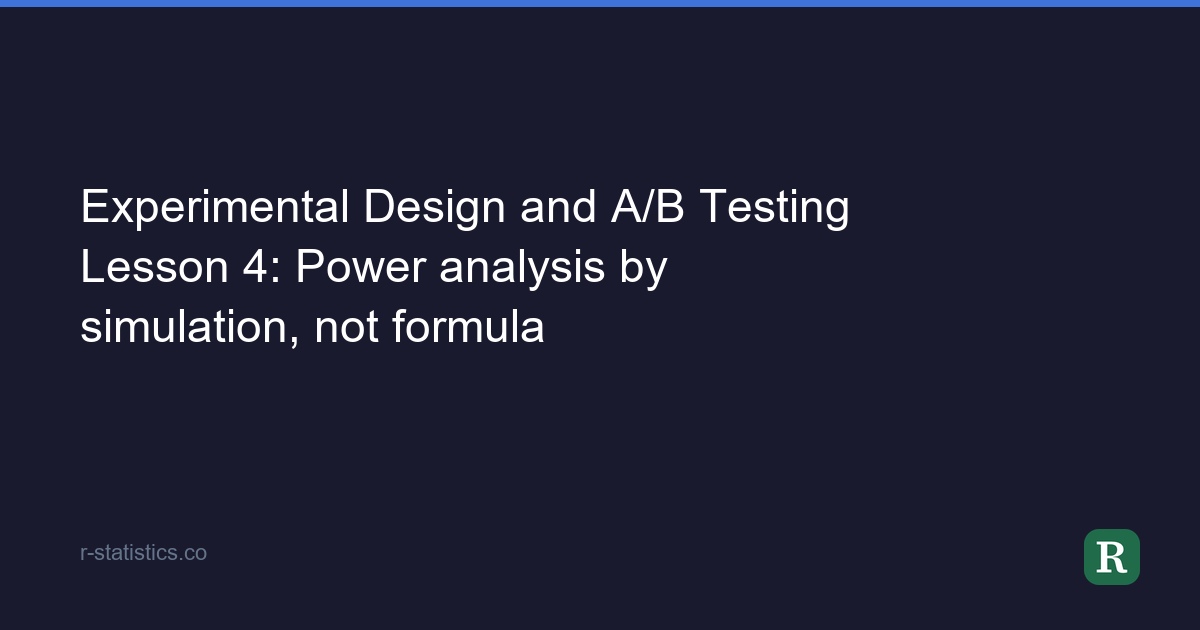 Experimental Design and A/B Testing
Lesson 4: Power analysis by
simulation, not formula
r-statistics.co
R